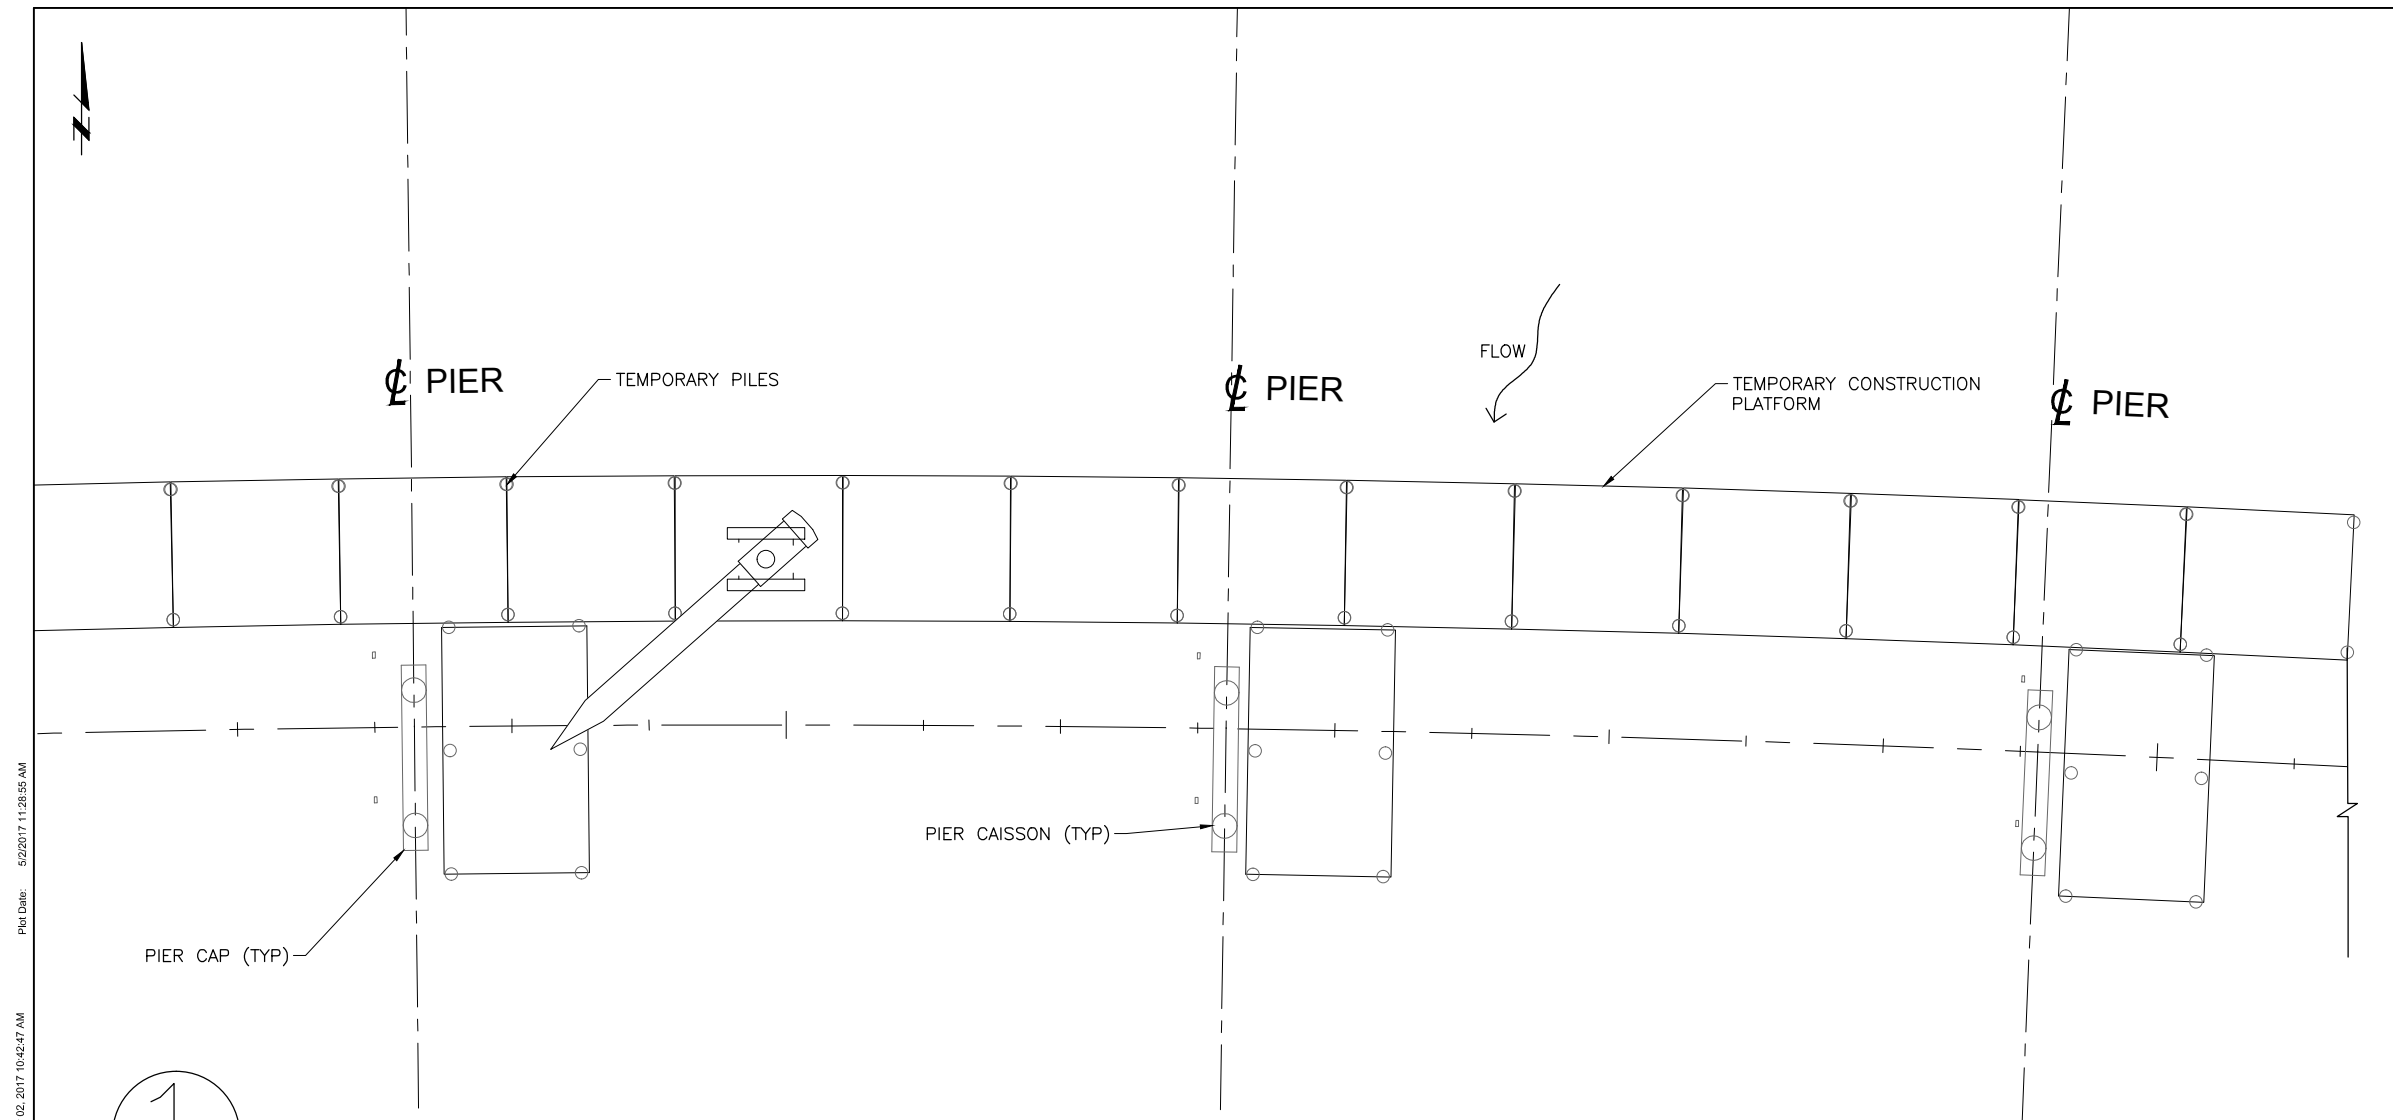 N
℄ PIER
TEMPORARY PILES
℄ PIER
FLOW
TEMPORARY CONSTRUCTION
PLATFORM
℄ PIER
PIER CAISSON (TYP)
PIER CAP (TYP)
1
Plot Date: 5/2/2017 11:28:55 AM
02, 2017 10:42:47 AM